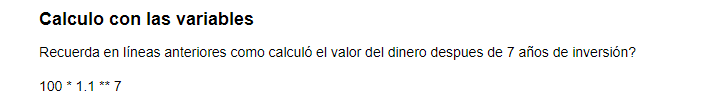 Calculo con las variables
Recuerda en líneas anteriores como calculó el valor del dinero despues de 7 años de inversión?
100 * 1.1 ** 7